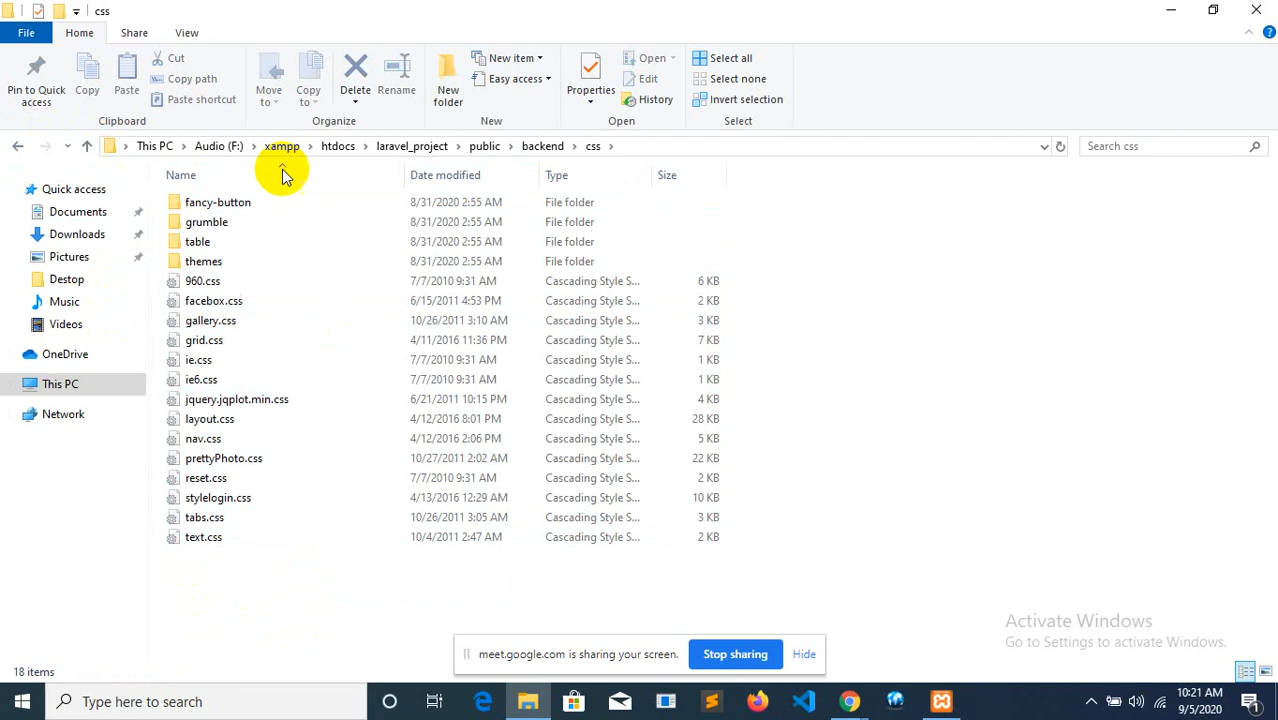 css
File Home Share View
Pin to Quick access
Copy
Paste
Cut
Copy path
Paste shortcut
Clipboard
Move to
Copy to
Delete
Rename
Organize
New folder
New item
Easy access
New
Properties
Open
Edit
History
Open
Select all
Select none
Invert selection
Select
This PC > Audio (F:) > xampp > htdocs > laravel_project > public > backend > css >
Search css
Name Date modified Type Size
Quick access
Documents
Downloads
Pictures
Destop
Music
Videos
OneDrive
This PC
Network
fancy-button 8/31/2020 2:55 AM File folder
grumble 8/31/2020 2:55 AM File folder
table 8/31/2020 2:55 AM File folder
themes 8/31/2020 2:55 AM File folder
960.css 7/7/2010 9:31 AM Cascading Style S... 6 KB
facebox.css 6/15/2011 4:53 PM Cascading Style S... 2 KB
gallery.css 10/26/2011 3:10 AM Cascading Style S... 3 KB
grid.css 4/11/2016 11:36 PM Cascading Style S... 7 KB
ie.css 7/7/2010 9:31 AM Cascading Style S... 1 KB
ie6.css 7/7/2010 9:31 AM Cascading Style S... 1 KB
jquery.jqplot.min.css 6/21/2011 10:15 PM Cascading Style S... 4 KB
layout.css 4/12/2016 8:01 PM Cascading Style S... 28 KB
nav.css 4/12/2016 2:06 PM Cascading Style S... 5 KB
prettyPhoto.css 10/27/2011 2:02 AM Cascading Style S... 22 KB
reset.css 7/7/2010 9:31 AM Cascading Style S... 2 KB
stylelogin.css 4/13/2016 12:29 AM Cascading Style S... 10 KB
tabs.css 10/26/2011 3:05 AM Cascading Style S... 3 KB
text.css 10/4/2011 2:47 AM Cascading Style S... 2 KB
Activate Windows
Go to Settings to activate Windows.
meet.google.com is sharing your screen. Stop sharing Hide
18 items
Type here to search
10:21 AM
9/5/2020
1